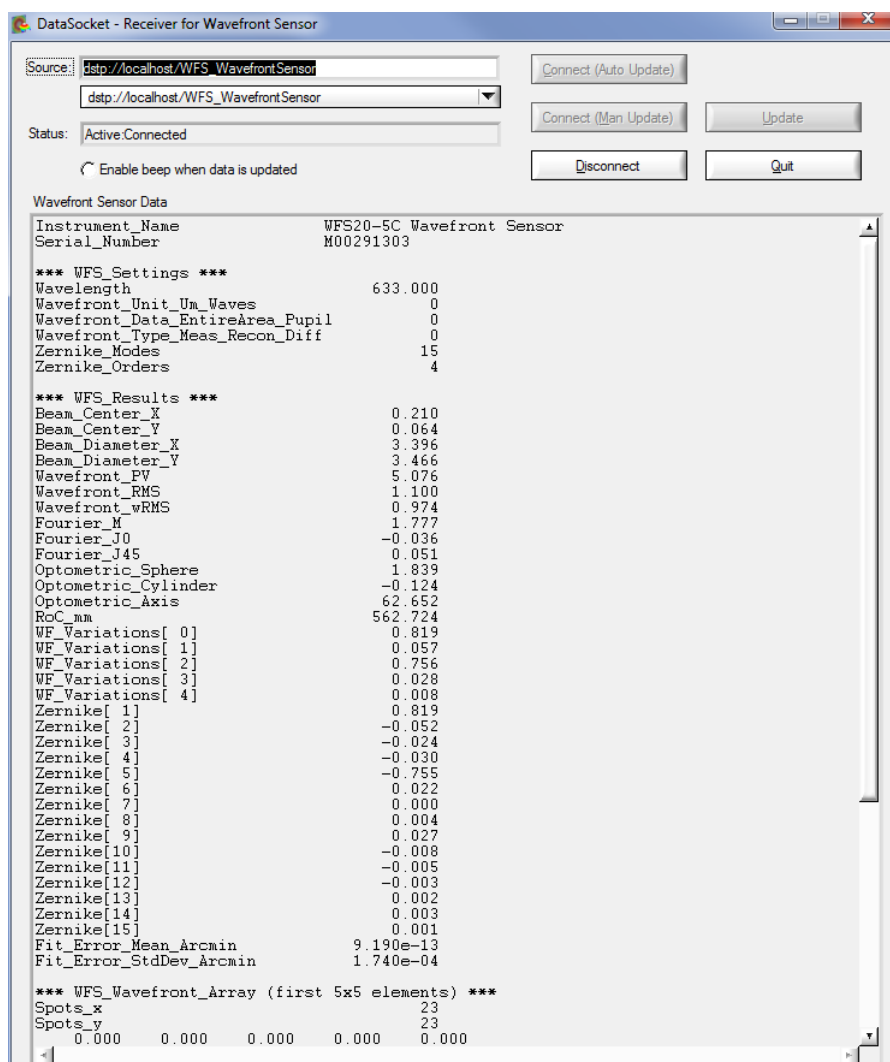 DataSocket - Receiver for Wavefront Sensor
Source: dstp://localhost/WFS_WavefrontSensor
Connect (Auto Update)
dstp://localhost/WFS_WavefrontSensor
Connect (Man Update) Update
Status: Active:Connected
Enable beep when data is updated
Disconnect Quit
Wavefront Sensor Data
Instrument_Name WFS20-5C Wavefront Sensor
Serial_Number M00291303
*** WFS_Settings ***
Wavelength 633.000
Wavefront_Unit_Um_Waves 0
Wavefront_Data_EntireArea_Pupil 0
Wavefront_Type_Meas_Recon_Diff 0
Zernike_Modes 15
Zernike_Orders 4
*** WFS_Results ***
Beam_Center_X 0.210
Beam_Center_Y 0.064
Beam_Diameter_X 3.396
Beam_Diameter_Y 3.466
Wavefront_PV 5.076
Wavefront_RMS 1.100
Wavefront_wRMS 0.974
Fourier_M 1.777
Fourier_J0 -0.036
Fourier_J45 0.051
Optometric_Sphere 1.839
Optometric_Cylinder -0.124
Optometric_Axis 62.652
RoC_mm 562.724
WF_Variations[ 0] 0.819
WF_Variations[ 1] 0.057
WF_Variations[ 2] 0.756
WF_Variations[ 3] 0.028
WF_Variations[ 4] 0.008
Zernike[ 1] 0.819
Zernike[ 2] -0.052
Zernike[ 3] -0.024
Zernike[ 4] -0.030
Zernike[ 5] -0.755
Zernike[ 6] 0.022
Zernike[ 7] 0.000
Zernike[ 8] 0.004
Zernike[ 9] 0.027
Zernike[10] -0.008
Zernike[11] -0.005
Zernike[12] -0.003
Zernike[13] 0.002
Zernike[14] 0.003
Zernike[15] 0.001
Fit_Error_Mean_Arcmin 9.190e-13
Fit_Error_StdDev_Arcmin 1.740e-04
*** WFS_Wavefront_Array (first 5x5 elements) ***
Spots_x 23
Spots_y 23
0.000 0.000 0.000 0.000 0.000